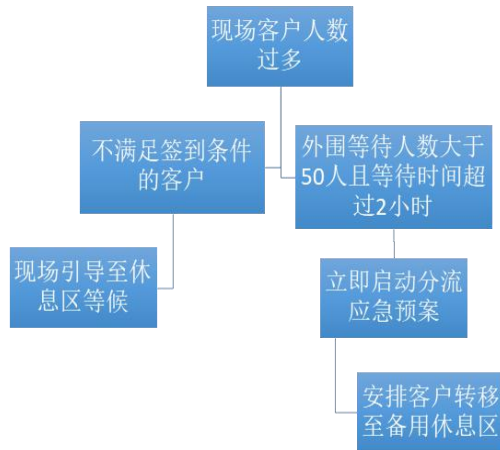 现场客户人数
过多
不满足签到条件
的客户
外围等待人数大于
50人且等待时间超
过2小时
现场引导至休
息区等候
立即启动分流
应急预案
安排客户转移
至备用休息区